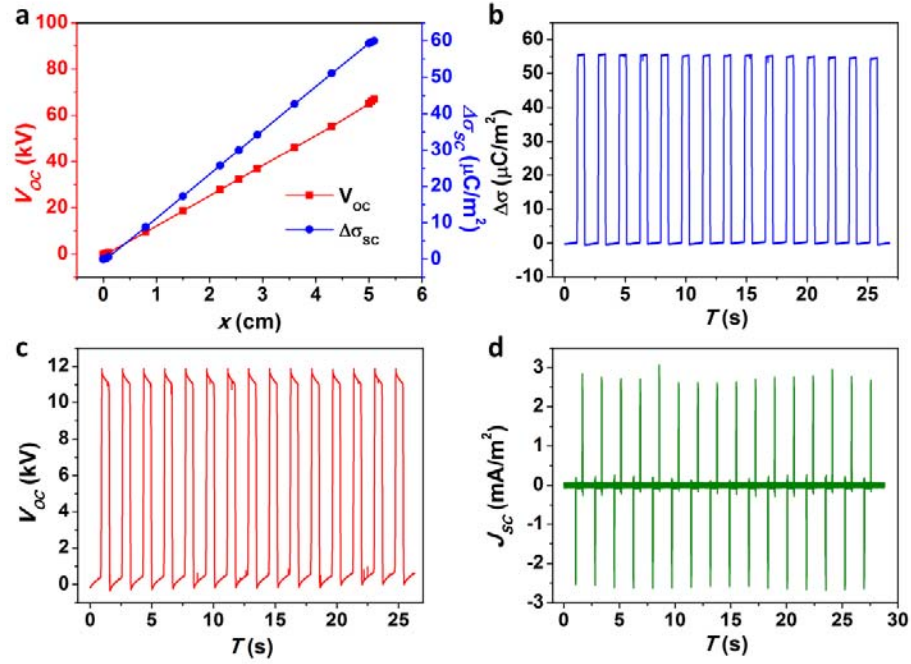 a
100
80
60
40
20
0
V_OC (kV)
60
50
40
30
20
10
0
Δσ_SC (μC/m²)
V_OC
Δσ_SC
0 1 2 3 4 5 6
x (cm)
b
60
50
40
30
20
10
0
-10
Δσ (μC/m²)
0 5 10 15 20 25
T (s)
c
12
10
8
6
4
2
0
V_OC (kV)
0 5 10 15 20 25
T (s)
d
3
2
1
0
-1
-2
-3
J_SC (mA/m²)
0 5 10 15 20 25 30
T (s)